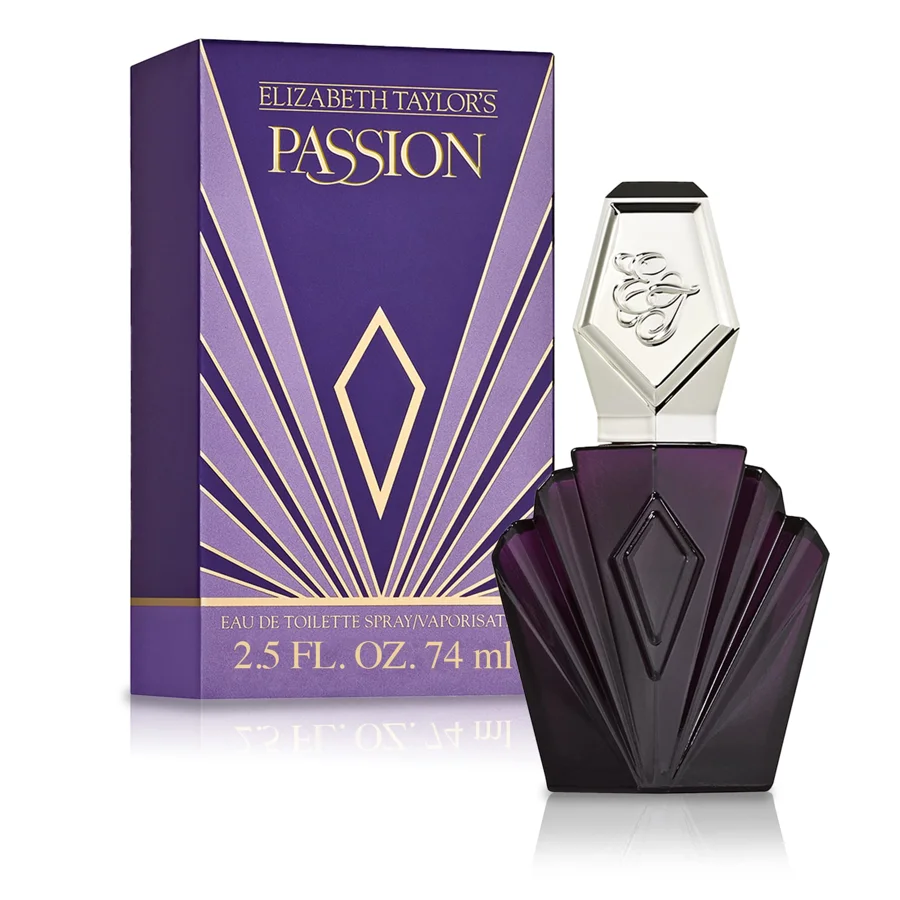 ELIZABETH TAYLOR'S
PASSION
EAU DE TOILETTE SPRAY/VAPORISAT
2.5 FL. OZ. 74 ml